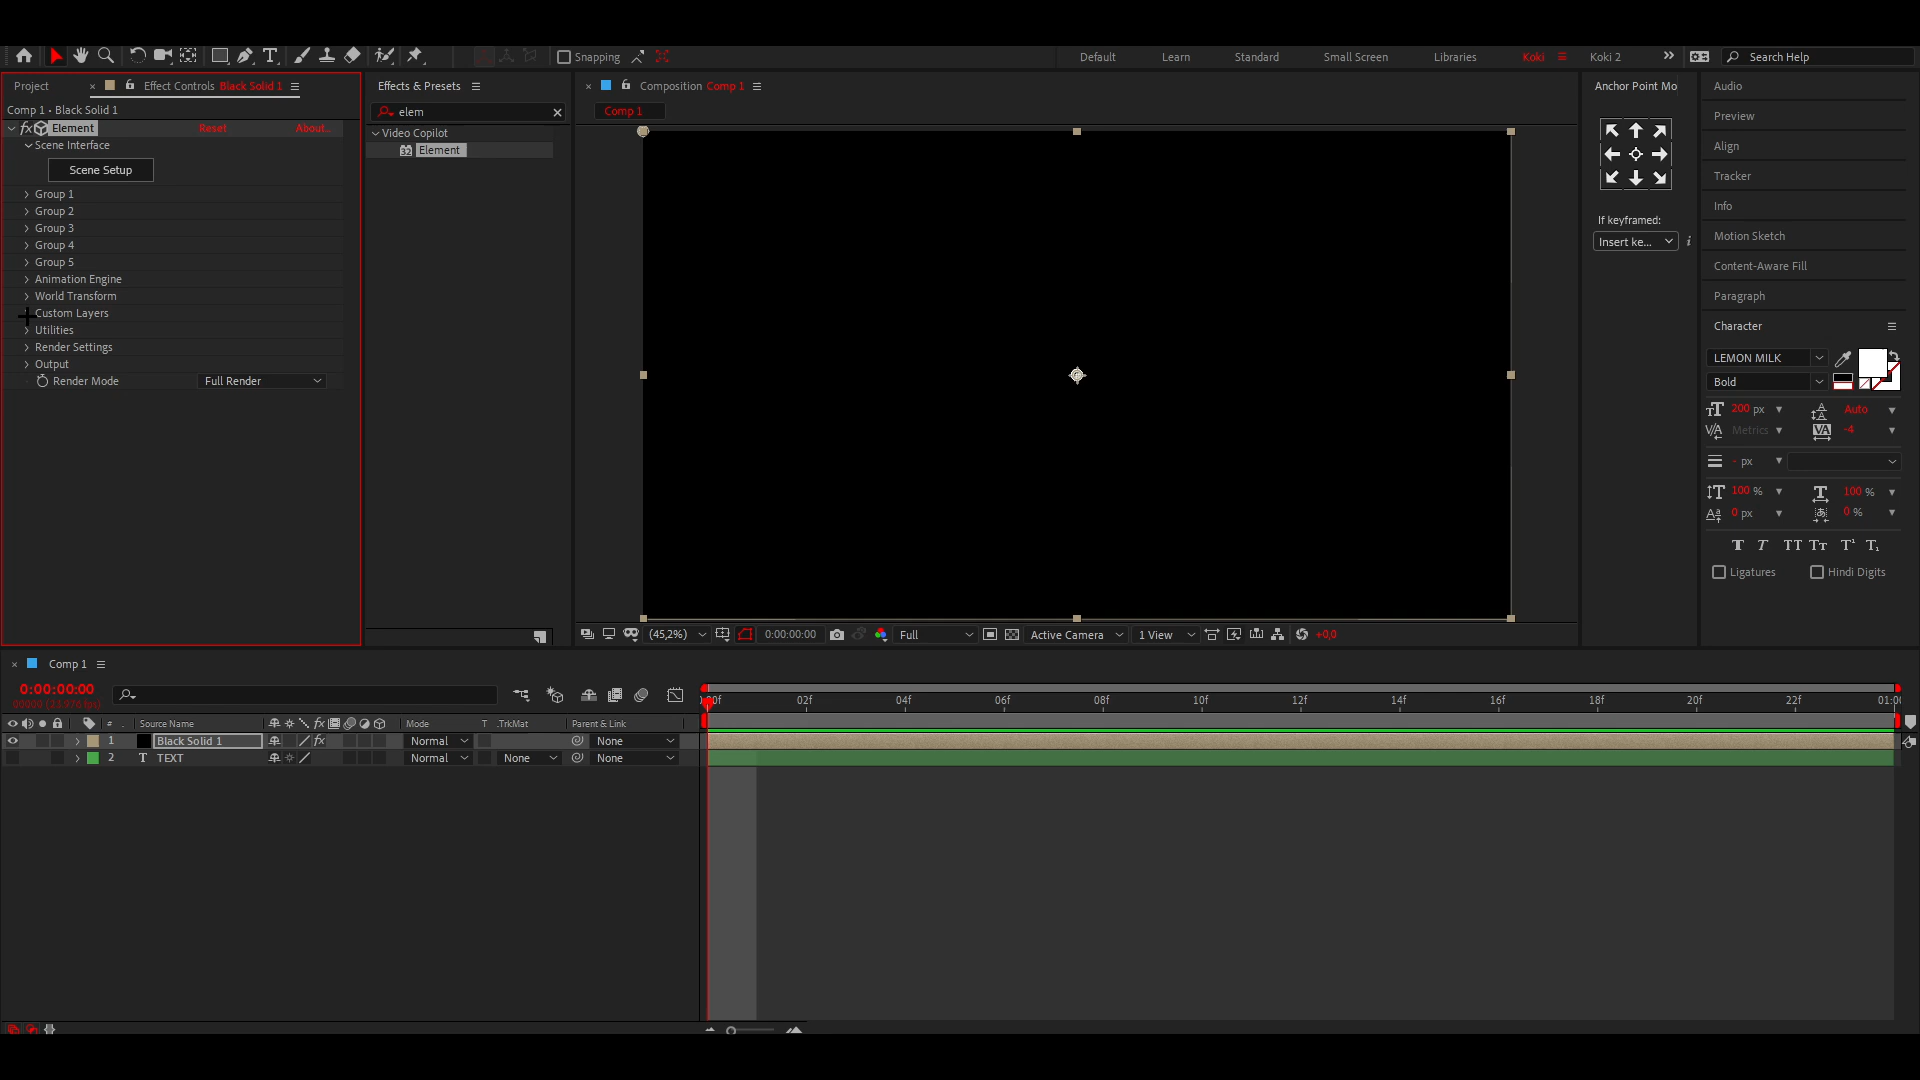 Snapping
Default
Learn
Standard
Small Screen
Libraries
Koki
Koki 2
Search Help
Project
Effect Controls Black Solid 1
Comp 1 • Black Solid 1
fx Element
Reset
About...
Scene Interface
Scene Setup
Group 1
Group 2
Group 3
Group 4
Group 5
Animation Engine
World Transform
Custom Layers
Utilities
Render Settings
Output
Render Mode
Full Render
Effects & Presets
elem
Video Copilot
32 Element
Composition Comp 1
Comp 1
(45,2%)
0:00:00:00
Full
Active Camera
1 View
+0,0
Anchor Point Mo
If keyframed:
Insert ke...
Audio
Preview
Align
Tracker
Info
Motion Sketch
Content-Aware Fill
Paragraph
Character
LEMON MILK
Bold
200 px
Auto
Metrics
-4
- px
100 %
100 %
0 px
0 %
Ligatures
Hindi Digits
Comp 1
0:00:00:00
00000 (23.976 fps)
02f
04f
06f
08f
10f
12f
14f
16f
18f
20f
22f
01:0
# Source Name
Mode
T .TrkMat
Parent & Link
1 Black Solid 1
Normal
None
2 T TEXT
Normal
None
None